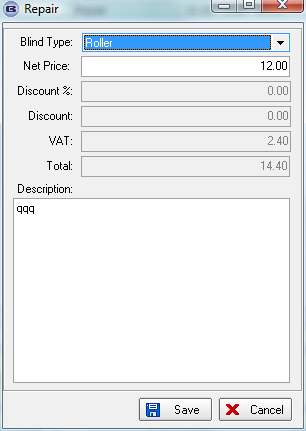 Repair
Blind Type: Roller
Net Price: 12.00
Discount %: 0.00
Discount: 0.00
VAT: 2.40
Total: 14.40
Description:
qqq
Save Cancel